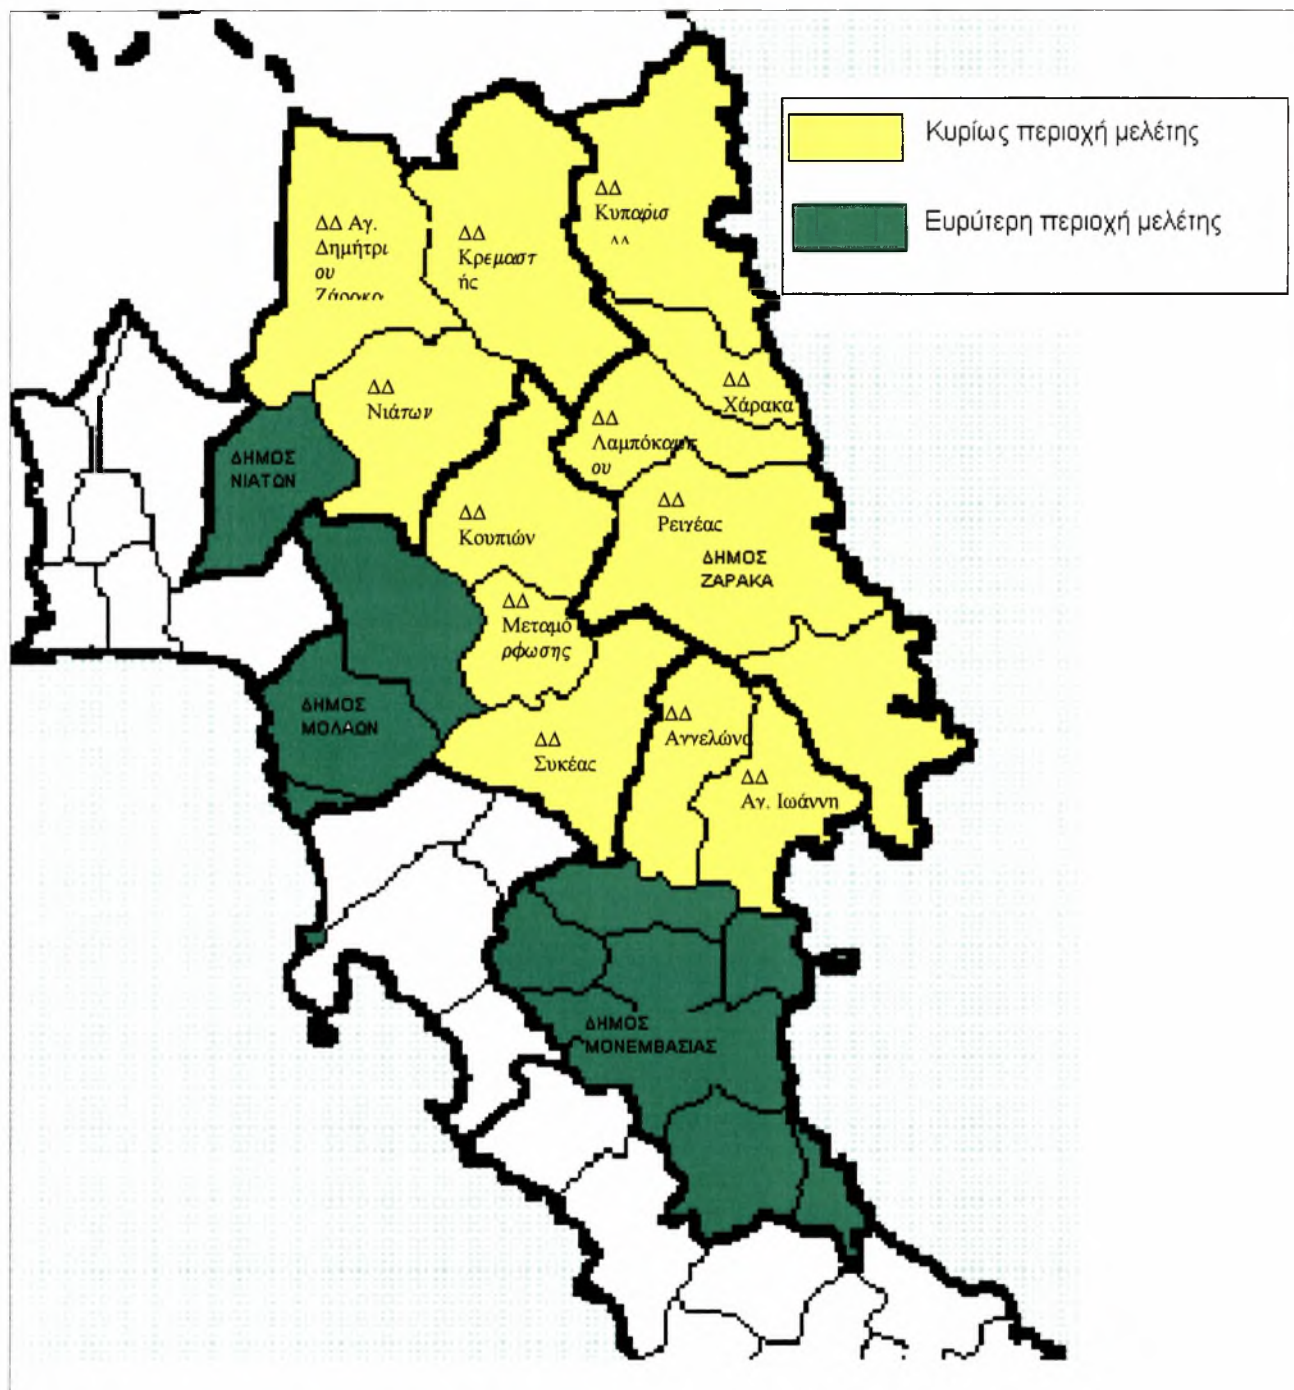 Κυρίως περιοχή μελέτης
Ευρύτερη περιοχή μελέτης
ΔΔ
Κυπαρισ
ΔΔ Αγ.
Δημήτρι
ου
Ζάρακα
ΔΔ
Κρεμαστ
ής
ΔΔ
Νιάτων
ΔΔ
Χάρακα
ΔΔ
Λαμπόκαμπ
ου
ΔΗΜΟΣ
ΝΙΑΤΩΝ
ΔΔ
Κουπιών
ΔΔ
Ρειχέας
ΔΗΜΟΣ
ΖΑΡΑΚΑ
ΔΔ
Μεταμό
ρφωσης
ΔΗΜΟΣ
ΜΟΛΑΩΝ
ΔΔ
Συκέας
ΔΔ
Αγγελώνα
ΔΔ
Αγ. Ιωάννη
ΔΗΜΟΣ
ΜΟΝΕΜΒΑΣΙΑΣ